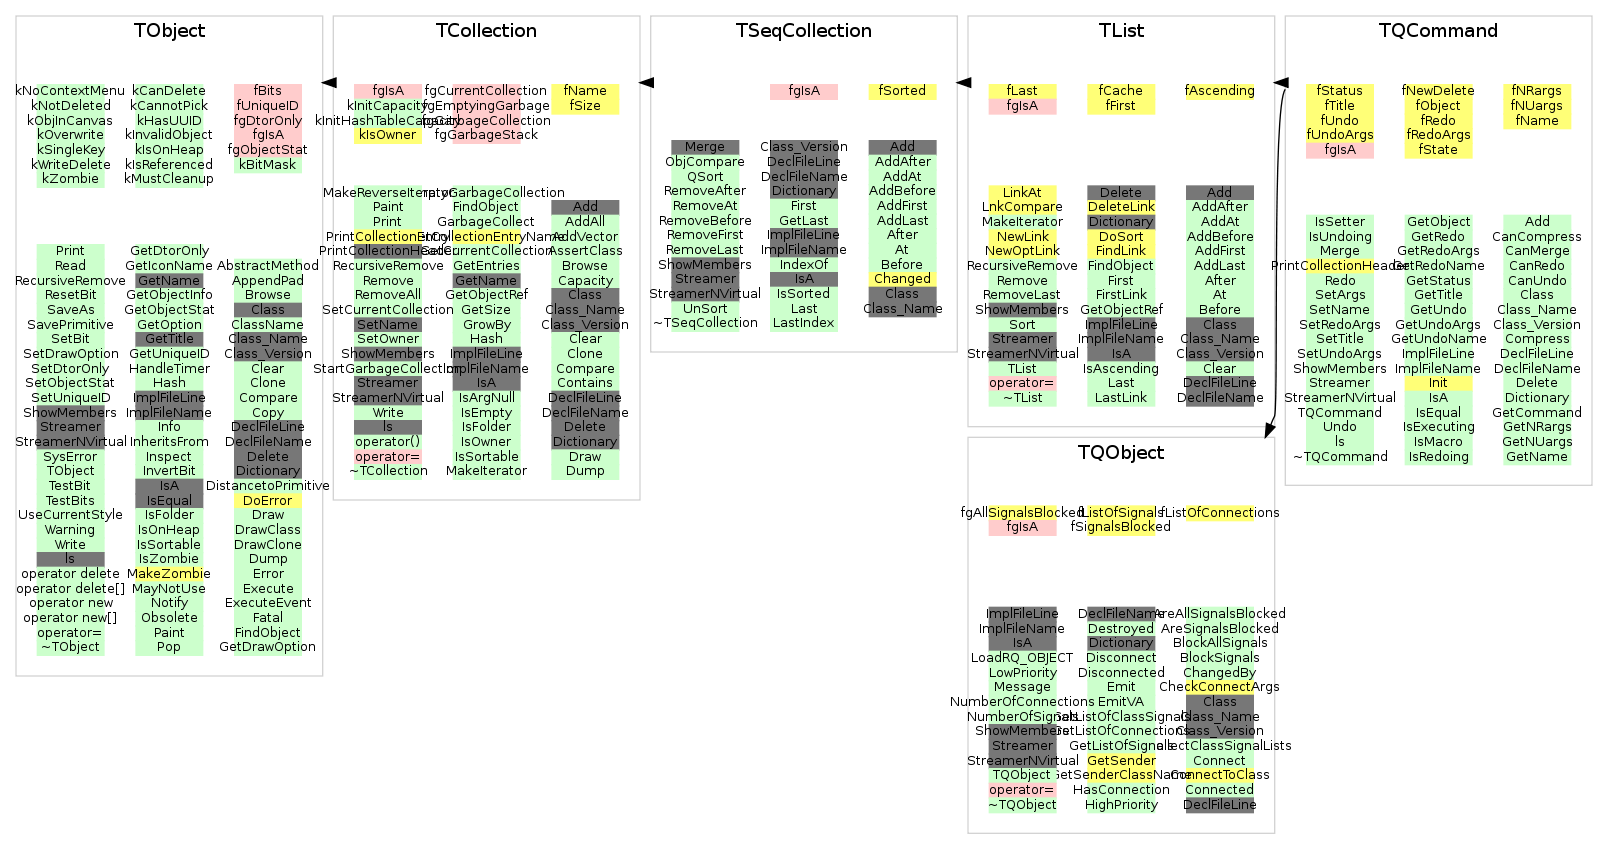 TObject
kNoContextMenu
kNotDeleted
kObjInCanvas
kOverwrite
kSingleKey
kWriteDelete
kZombie
kCanDelete
kCannotPick
kHasUUID
kInvalidObject
kIsOnHeap
kIsReferenced
kMustCleanup
fBits
fUniqueID
fgDtorOnly
fgIsA
fgObjectStat
kBitMask
Print
Read
RecursiveRemove
ResetBit
SaveAs
SavePrimitive
SetBit
SetDrawOption
SetDtorOnly
SetObjectStat
SetUniqueID
ShowMembers
Streamer
StreamerNVirtual
SysError
TObject
TestBit
TestBits
UseCurrentStyle
Warning
Write
ls
operator delete
operator delete[]
operator new
operator new[]
operator=
~TObject
GetDtorOnly
GetIconName
GetName
GetObjectInfo
GetObjectStat
GetOption
GetTitle
GetUniqueID
HandleTimer
Hash
ImplFileLine
ImplFileName
Info
InheritsFrom
Inspect
InvertBit
IsA
IsEqual
IsFolder
IsOnHeap
IsSortable
IsZombie
MakeZombie
MayNotUse
Notify
Obsolete
Paint
Pop
AbstractMethod
AppendPad
Browse
Class
ClassName
Class_Name
Class_Version
Clear
Clone
Compare
Copy
DeclFileLine
DeclFileName
Delete
Dictionary
DistancetoPrimitive
DoError
Draw
DrawClass
DrawClone
Dump
Error
Execute
ExecuteEvent
Fatal
FindObject
GetDrawOption
TCollection
fgIsA
kInitCapacity
kInitHashTableCapacity
kIsOwner
fgCurrentCollection
fgEmptyingGarbage
fgGarbageCollection
fgGarbageStack
fName
fSize
MakeReverseIterator
Paint
Print
PrintCollectionEntry
PrintCollectionHeader
RecursiveRemove
Remove
RemoveAll
SetCurrentCollection
SetName
SetOwner
ShowMembers
StartGarbageCollection
Streamer
StreamerNVirtual
Write
ls
operator()
operator=
~TCollection
EmptyGarbageCollection
FindObject
GarbageCollect
GetCollectionEntryName
GetCurrentCollection
GetEntries
GetName
GetObjectRef
GetSize
GrowBy
Hash
ImplFileLine
ImplFileName
IsA
IsArgNull
IsEmpty
IsFolder
IsOwner
IsSortable
MakeIterator
Add
AddAll
AddVector
AssertClass
Browse
Capacity
Class
Class_Name
Class_Version
Clear
Clone
Compare
Contains
DeclFileLine
DeclFileName
Delete
Dictionary
Draw
Dump
TSeqCollection
fgIsA
fSorted
Merge
ObjCompare
QSort
RemoveAfter
RemoveAt
RemoveBefore
RemoveFirst
RemoveLast
ShowMembers
Streamer
StreamerNVirtual
UnSort
~TSeqCollection
Class_Version
DeclFileLine
DeclFileName
Dictionary
First
GetLast
ImplFileLine
ImplFileName
IndexOf
IsA
IsSorted
Last
LastIndex
Add
AddAfter
AddAt
AddBefore
AddFirst
AddLast
After
At
Before
Changed
Class
Class_Name
TList
fLast
fgIsA
fCache
fFirst
fAscending
LinkAt
LnkCompare
MakeIterator
NewLink
NewOptLink
RecursiveRemove
Remove
RemoveLast
ShowMembers
Sort
Streamer
StreamerNVirtual
TList
operator=
~TList
Delete
DeleteLink
Dictionary
DoSort
FindLink
FindObject
First
FirstLink
GetObjectRef
ImplFileLine
ImplFileName
IsA
IsAscending
Last
LastLink
Add
AddAfter
AddAt
AddBefore
AddFirst
AddLast
After
At
Before
Class
Class_Name
Class_Version
Clear
DeclFileLine
DeclFileName
TQObject
fgAllSignalsBlocked
fgIsA
fListOfSignals
fSignalsBlocked
fListOfConnections
ImplFileLine
ImplFileName
IsA
LoadRQ_OBJECT
LowPriority
Message
NumberOfConnections
NumberOfSignals
ShowMembers
Streamer
StreamerNVirtual
TQObject
operator=
~TQObject
DeclFileName
Destroyed
Dictionary
Disconnect
Disconnected
Emit
EmitVA
GetListOfClassSignals
GetListOfConnections
GetListOfSignals
GetSender
GetSenderClassName
HasConnection
HighPriority
AreAllSignalsBlocked
AreSignalsBlocked
BlockAllSignals
BlockSignals
ChangedBy
CheckConnectArgs
Class
Class_Name
Class_Version
CollectClassSignalLists
Connect
ConnectToClass
Connected
DeclFileLine
TQCommand
fStatus
fTitle
fUndo
fUndoArgs
fgIsA
fNewDelete
fObject
fRedo
fRedoArgs
fState
fNRargs
fNUargs
fName
IsSetter
IsUndoing
Merge
PrintCollectionHeader
Redo
SetArgs
SetName
SetRedoArgs
SetTitle
SetUndoArgs
ShowMembers
Streamer
StreamerNVirtual
TQCommand
Undo
ls
~TQCommand
GetObject
GetRedo
GetRedoArgs
GetRedoName
GetStatus
GetTitle
GetUndo
GetUndoArgs
GetUndoName
ImplFileLine
ImplFileName
Init
IsA
IsEqual
IsExecuting
IsMacro
IsRedoing
Add
CanCompress
CanMerge
CanRedo
CanUndo
Class
Class_Name
Class_Version
Compress
DeclFileLine
DeclFileName
Delete
Dictionary
GetCommand
GetNRargs
GetNUargs
GetName